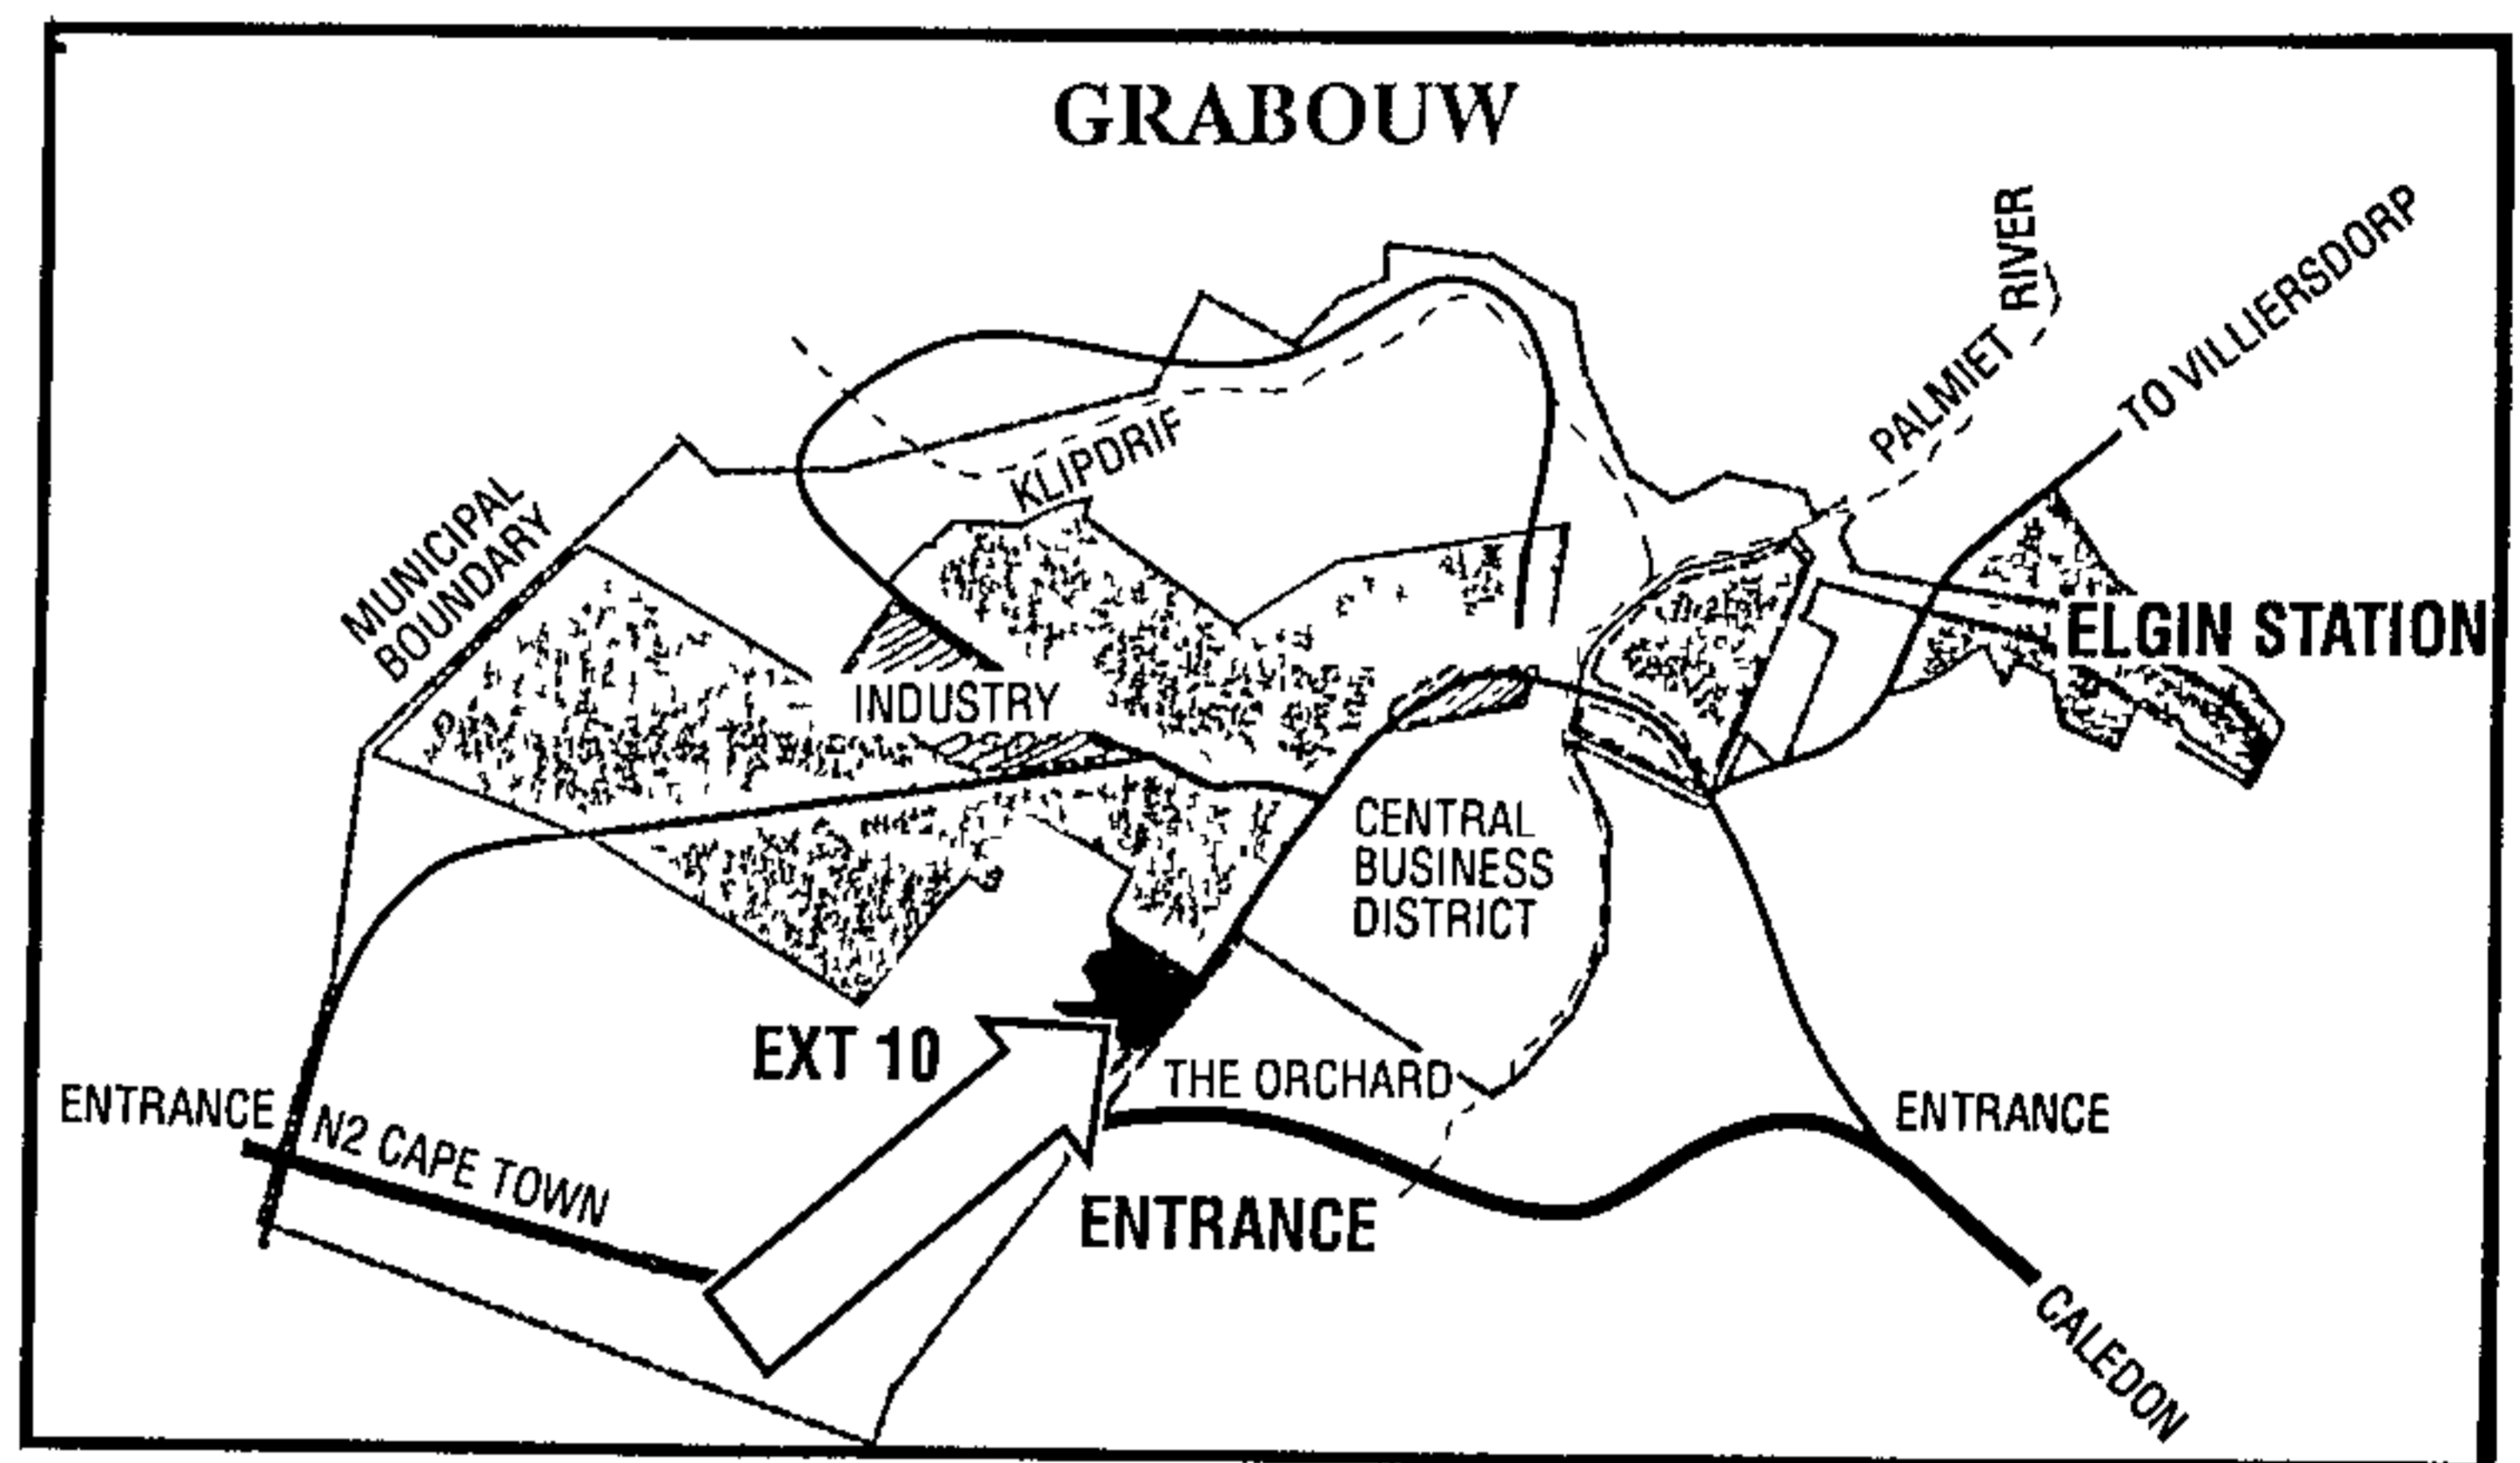 GRABOUW
PALMIET RIVER
TO VILLIERSDORP
KLIPDRIF
MUNICIPAL
BOUNDARY
ELGIN STATION
INDUSTRY
CENTRAL
BUSINESS
DISTRICT
EXT 10
THE ORCHARD
ENTRANCE
N2 CAPE TOWN
ENTRANCE
ENTRANCE
CALEDON